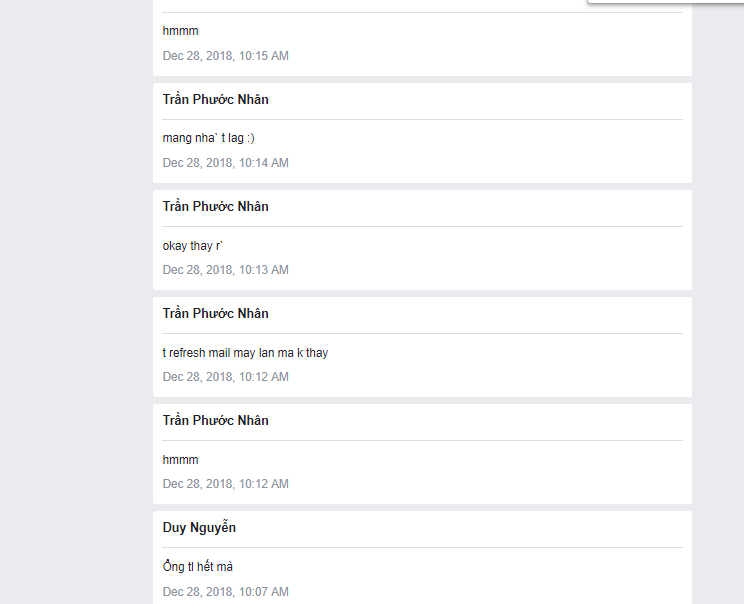 hmmm
Dec 28, 2018, 10:15 AM
Trần Phước Nhân
mang nha` t lag :)
Dec 28, 2018, 10:14 AM
Trần Phước Nhân
okay thay r`
Dec 28, 2018, 10:13 AM
Trần Phước Nhân
t refresh mail may lan ma k thay
Dec 28, 2018, 10:12 AM
Trần Phước Nhân
hmmm
Dec 28, 2018, 10:12 AM
Duy Nguyễn
Ổng tl hết mà
Dec 28, 2018, 10:07 AM